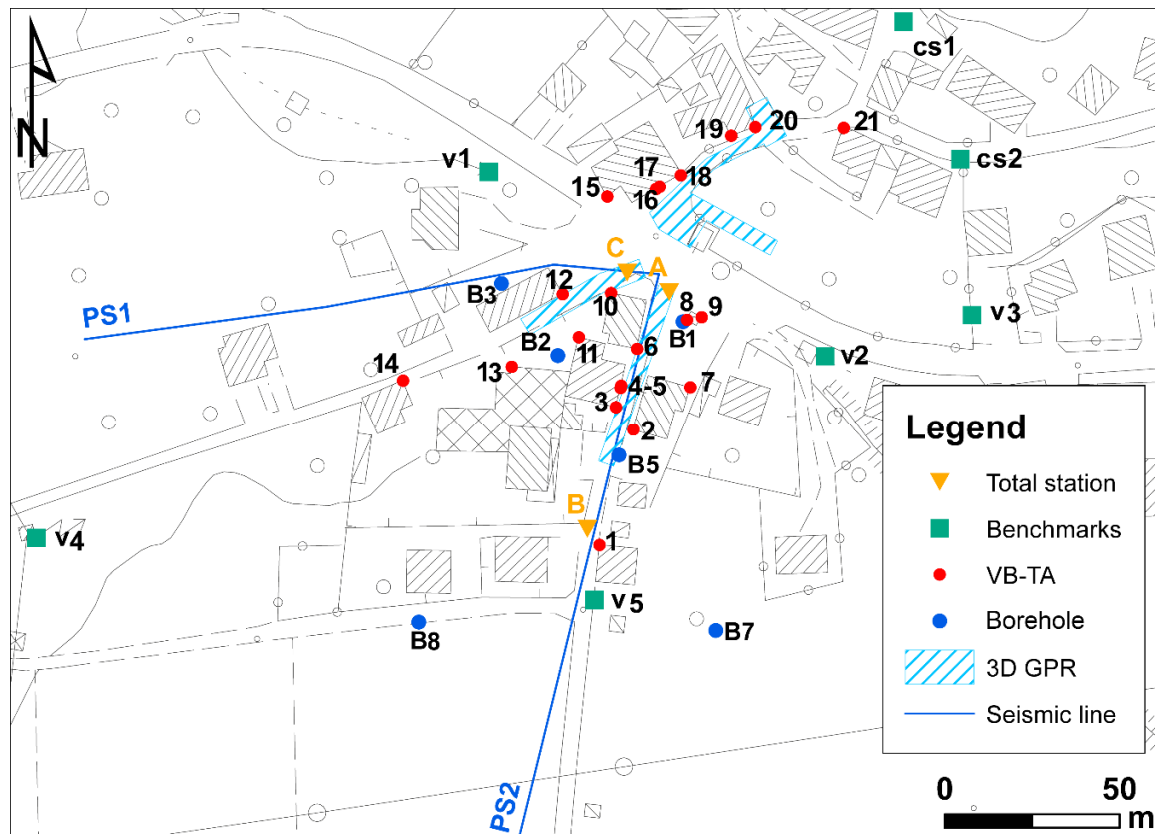 cs1
N
20
19
21
v1
cs2
17
18
15
16
C
A
12
B3
PS1
10
8
9
v3
B1
B2
11
6
v2
14
13
4-5
7
3
2
B5
B
v4
1
v5
B8
B7
PS2
Legend
Total station
Benchmarks
VB-TA
Borehole
3D GPR
Seismic line
0
50
m